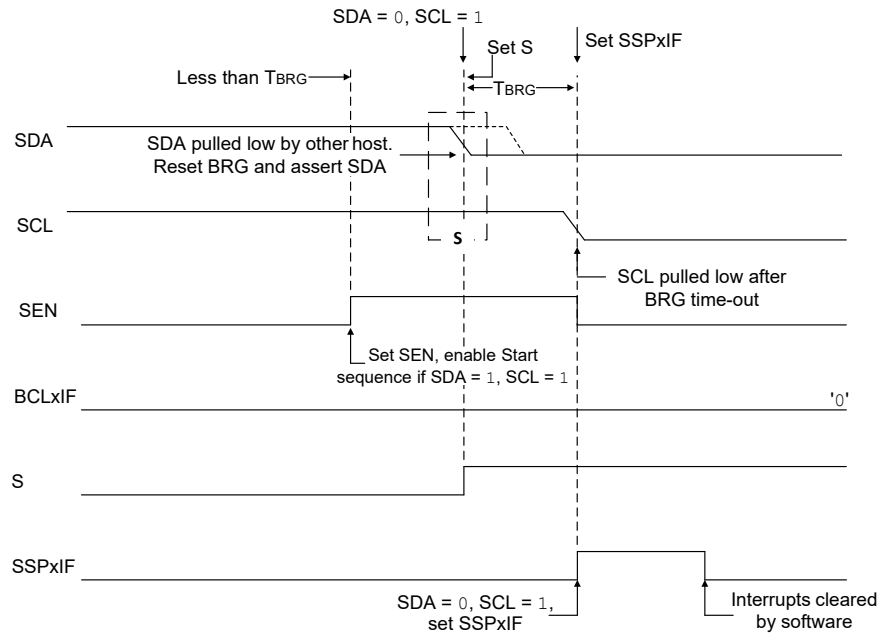 SDA = 0, SCL = 1
Set S
Set SSPxIF
Less than TBRG
TBRG
SDA
SDA pulled low by other host.
Reset BRG and assert SDA
SCL
S
SCL pulled low after
BRG time-out
SEN
Set SEN, enable Start
sequence if SDA = 1, SCL = 1
BCLxIF
'0'
S
SSPxIF
SDA = 0, SCL = 1,
set SSPxIF
Interrupts cleared
by software